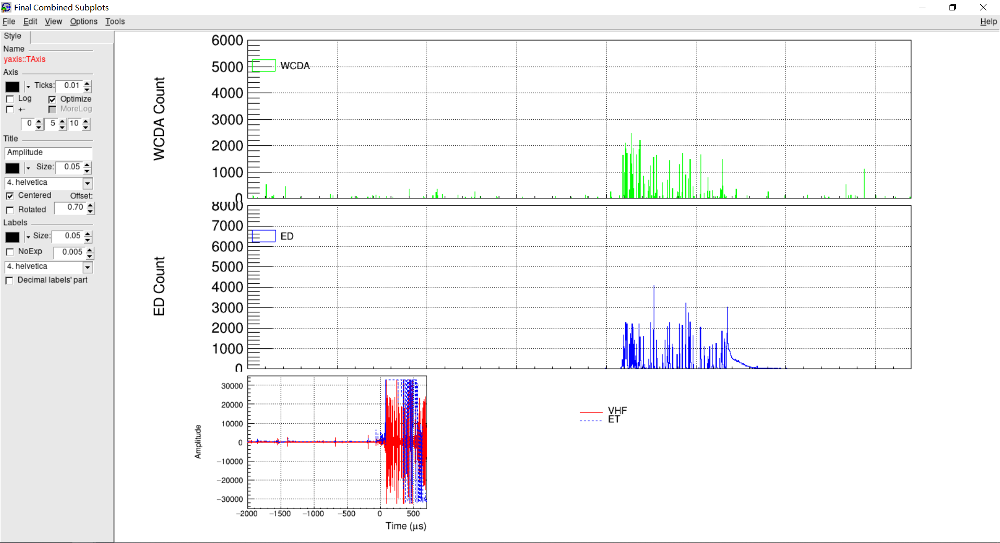 Final Combined Subplots
File Edit View Options Tools Help
Style
Name
yaxis::TAxis
Axis
Ticks: 0.01
Log Optimize
+- MoreLog
0 5 10
Title
Amplitude
Size: 0.05
4. helvetica
Centered Offset:
Rotated 0.70
Labels
Size: 0.05
NoExp 0.005
4. helvetica
Decimal labels' part
WCDA Count
6000
5000
4000
3000
2000
1000
0
WCDA
ED Count
8000
7000
6000
5000
4000
3000
2000
1000
0
ED
Amplitude
30000
20000
10000
0
−10000
−20000
−30000
−2000 −1500 −1000 −500 0 500
Time (μs)
VHF
ET